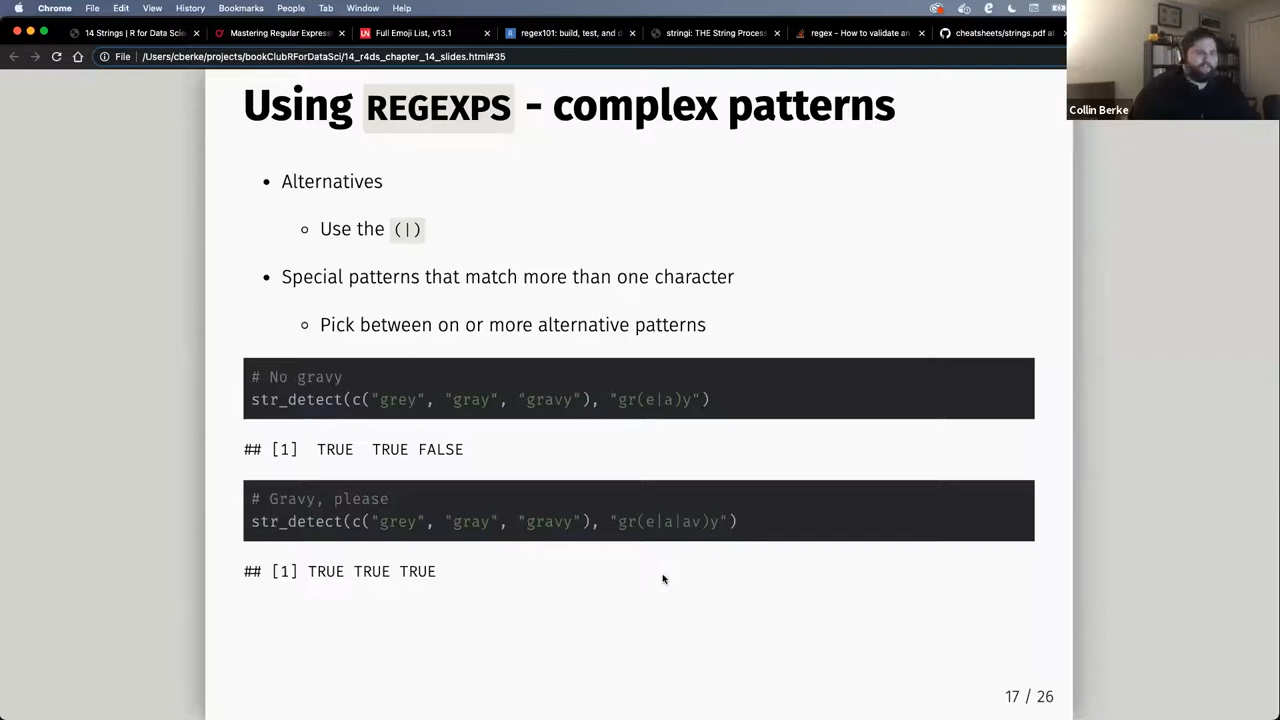 Chrome File Edit View History Bookmarks People Tab Window Help
14 Strings | R for Data Scie
Mastering Regular Express
Full Emoji List, v13.1
regex101: build, test, and d
stringi: THE String Process
regex - How to validate an
cheatsheets/strings.pdf at
File /Users/cberke/projects/bookClubRForDataSci/14_r4ds_chapter_14_slides.html#35
Collin Berke
Using REGEXPS - complex patterns
• Alternatives
Use the (|)
• Special patterns that match more than one character
Pick between on or more alternative patterns
# No gravy
str_detect(c("grey", "gray", "gravy"), "gr(e|a)y")
## [1]  TRUE  TRUE FALSE
# Gravy, please
str_detect(c("grey", "gray", "gravy"), "gr(e|a|av)y")
## [1] TRUE TRUE TRUE
17 / 26